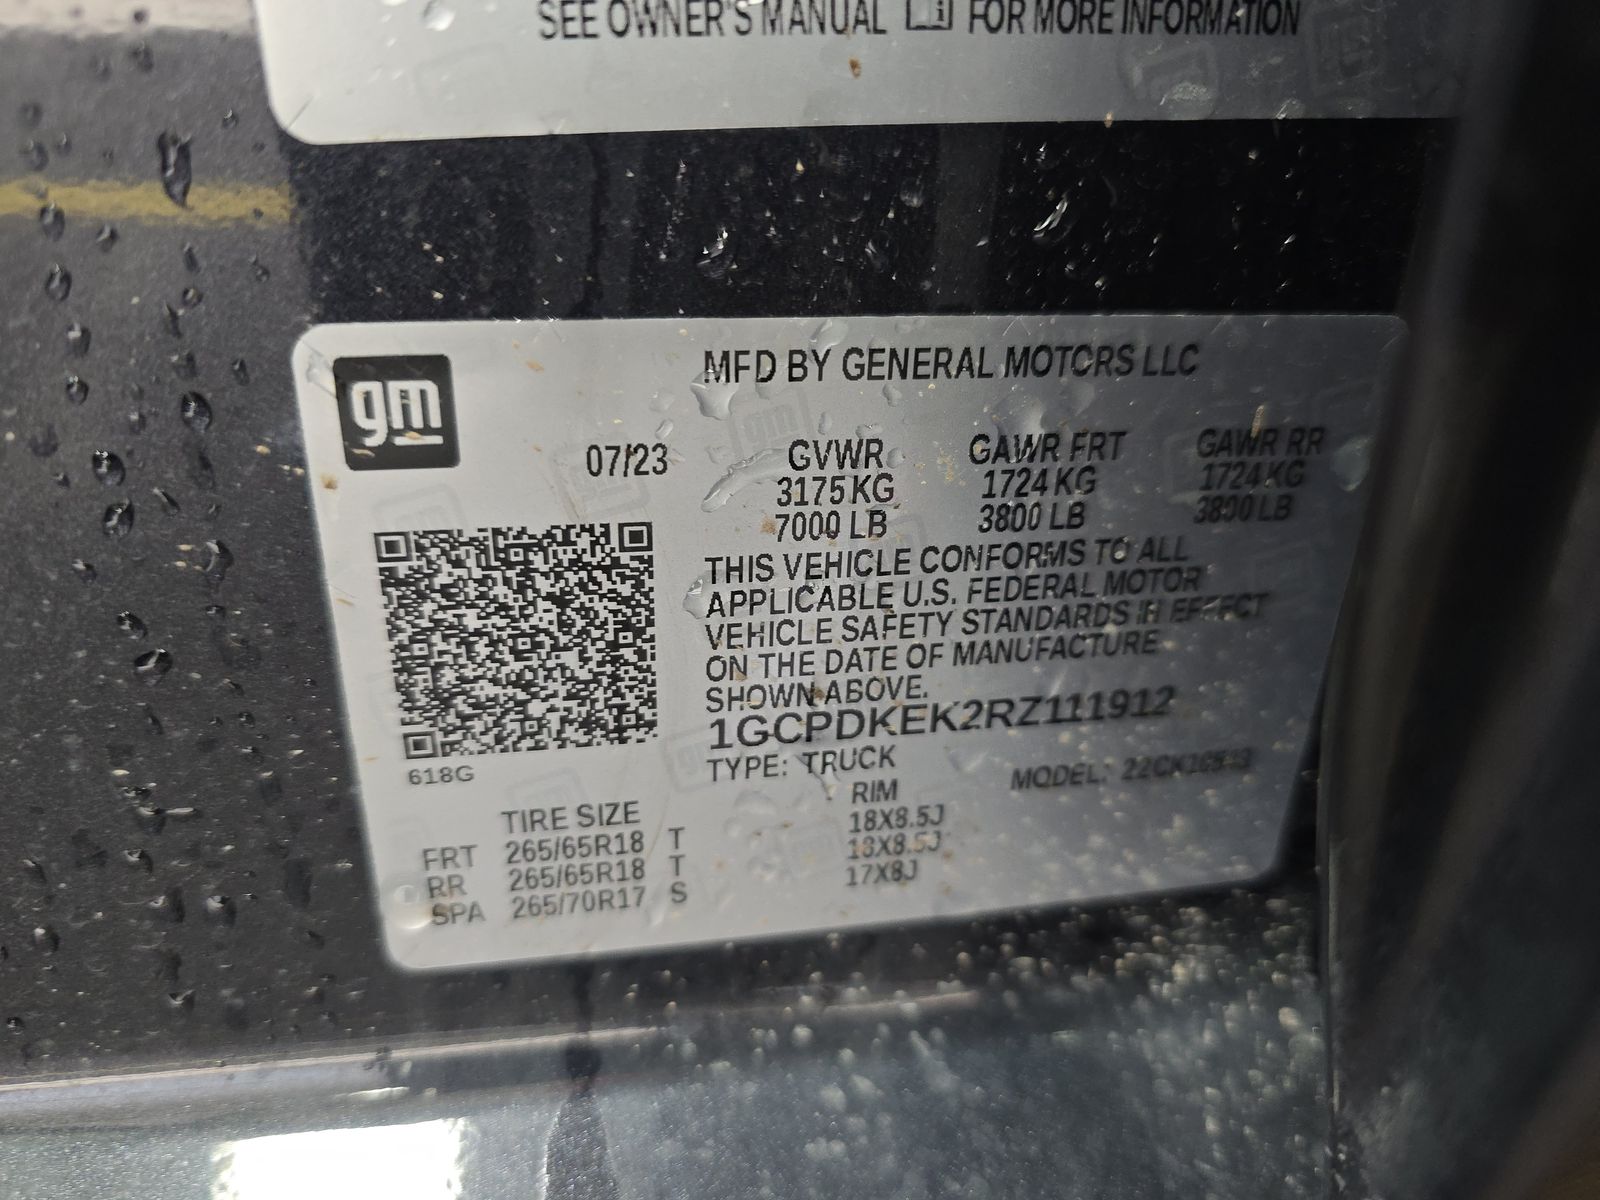 SEE OWNER'S MANUAL FOR MORE INFORMATION
gm
MFD BY GENERAL MOTORS LLC
07/23
GVWR GAWR FRT GAWR RR
3175 KG 1724 KG 1724 KG
7000 LB 3800 LB 3800 LB
THIS VEHICLE CONFORMS TO ALL
APPLICABLE U.S. FEDERAL MOTOR
VEHICLE SAFETY STANDARDS IN EFFECT
ON THE DATE OF MANUFACTURE
SHOWN ABOVE.
1GCPDKEK2RZ111912
618G
TYPE: TRUCK MODEL:
TIRE SIZE RIM
FRT 265/65R18 T 18X8.5J
RR 265/65R18 T 18X8.5J
SPA 265/70R17 S 17X8J